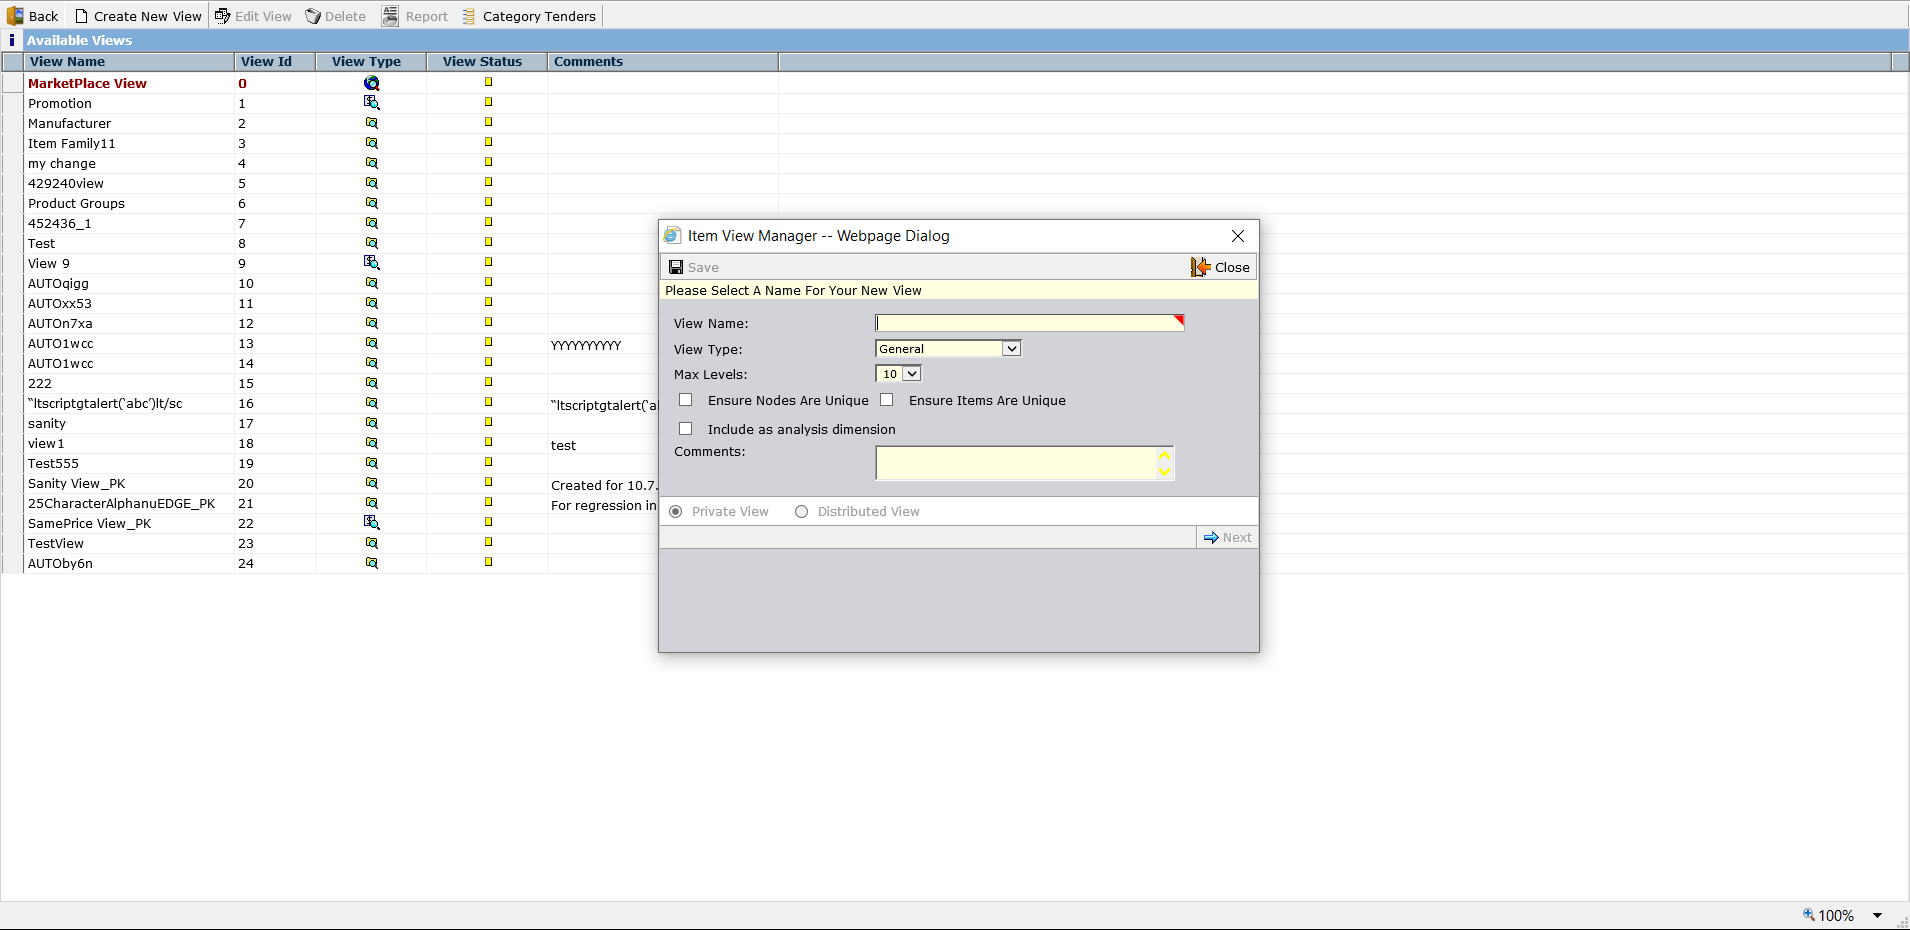 Back Create New View Edit View Delete Report Category Tenders
i Available Views
View Name View Id View Type View Status Comments
MarketPlace View 0
Promotion 1
Manufacturer 2
Item Family11 3
my change 4
429240view 5
Product Groups 6
452436_1 7
Test 8
View 9 9
AUTOqigg 10
AUTOxx53 11
AUTOn7xa 12
AUTO1wcc 13 YYYYYYYYYY
AUTO1wcc 14
222 15
“ltscriptgtalert(‘abc’)lt/sc 16 “ltscriptgtalert(‘al
sanity 17
view1 18 test
Test555 19
Sanity View_PK 20 Created for 10.7.
25CharacterAlphanuEDGE_PK 21 For regression in
SamePrice View_PK 22
TestView 23
AUTOby6n 24
Item View Manager -- Webpage Dialog
Save Close
Please Select A Name For Your New View
View Name:
View Type: General
Max Levels: 10
Ensure Nodes Are Unique Ensure Items Are Unique
Include as analysis dimension
Comments:
Private View Distributed View
Next
100%